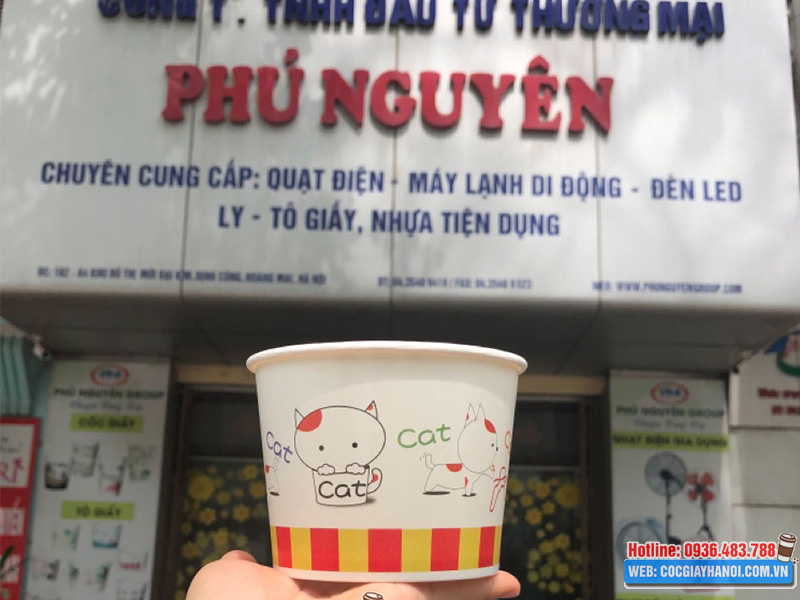 CÔNG TY TNHH ĐẦU TƯ THƯƠNG MẠI
PHÚ NGUYÊN
CHUYÊN CUNG CẤP: QUẠT ĐIỆN - MÁY LẠNH DI ĐỘNG - ĐÈN LED
LY - TÔ GIẤY, NHỰA TIỆN DỤNG
WEB: WWW.PHUNGUYENGROUP.COM
PHÚ NGUYÊN GROUP
CỐC GIẤY
TÔ GIẤY
PHÚ NGUYÊN GROUP
QUẠT ĐIỆN GIA DỤNG
Cat
Cat
Cat
Hotline: 0936.483.788
WEB: COCGIAYHANOI.COM.VN